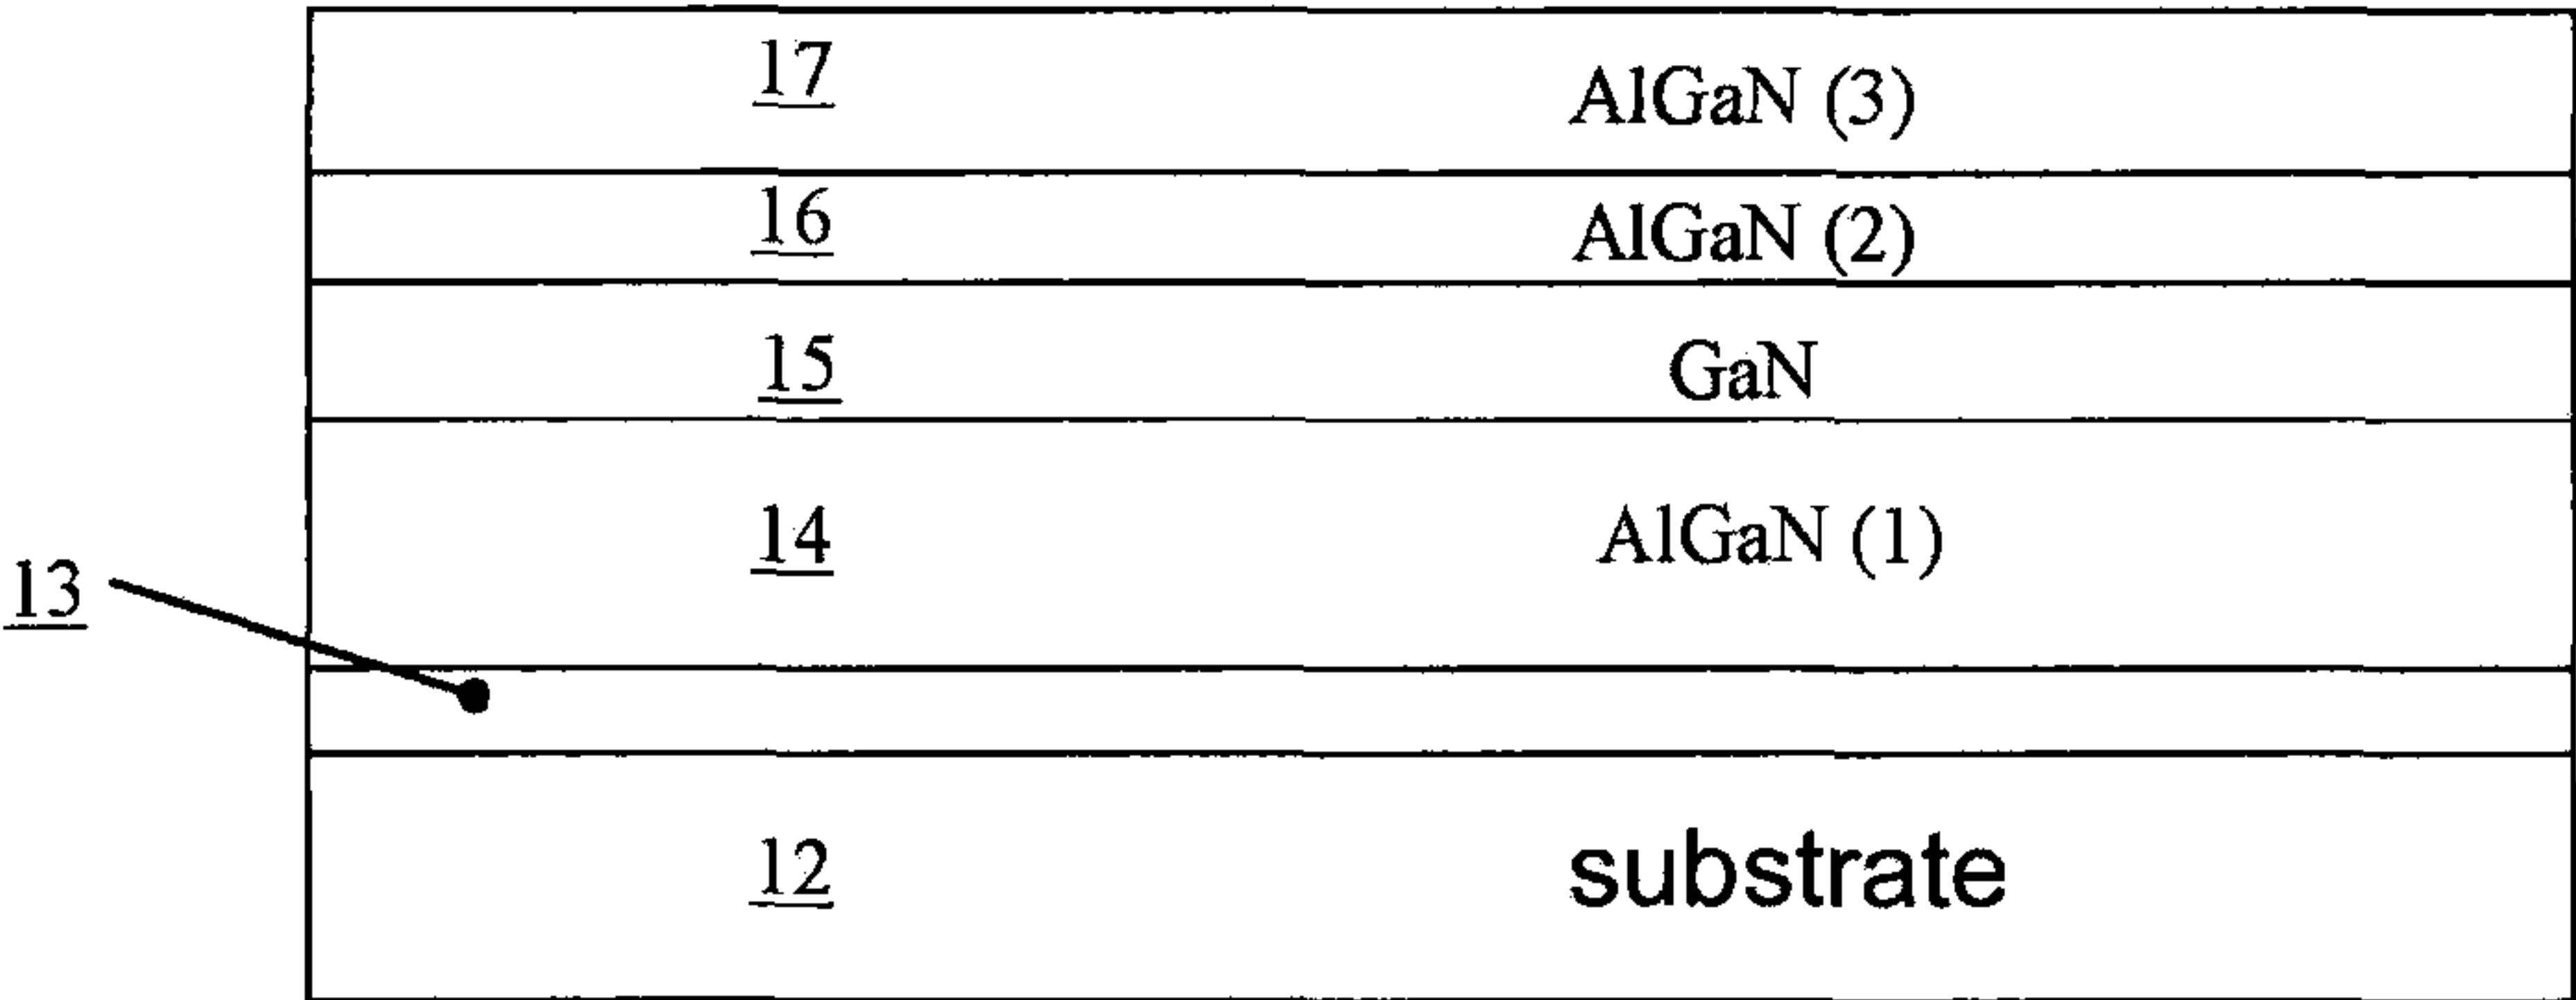 17 AlGaN (3)
16 AlGaN (2)
15 GaN
14 AlGaN (1)
13
12 substrate